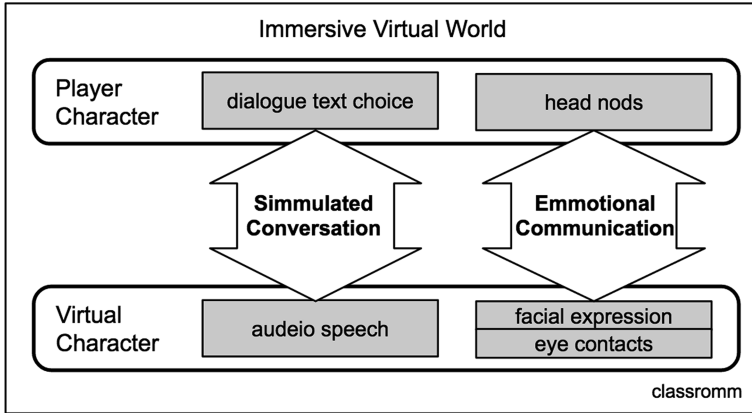 Immersive Virtual World
Player
Character
dialogue text choice
head nods
Simmulated
Conversation
Emmotional
Communication
Virtual
Character
audeio speech
facial expression
eye contacts
classromm